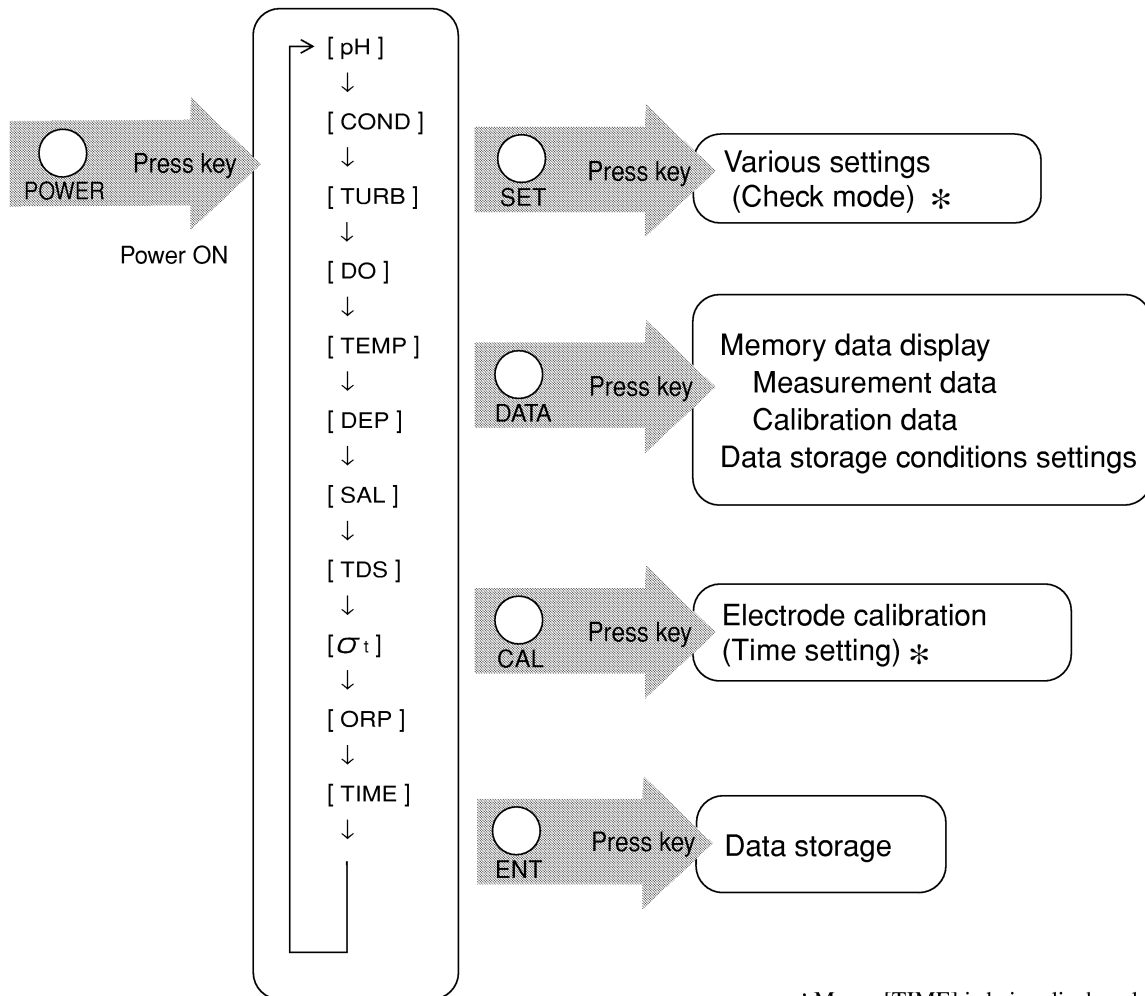 POWER
Press key
Power ON
[ pH ]
↓
[ COND ]
↓
[ TURB ]
↓
[ DO ]
↓
[ TEMP ]
↓
[ DEP ]
↓
[ SAL ]
↓
[ TDS ]
↓
[σt ]
↓
[ ORP ]
↓
[ TIME ]
↓
SET
Press key
Various settings
(Check mode) *
DATA
Press key
Memory data display
Measurement data
Calibration data
Data storage conditions settings
CAL
Press key
Electrode calibration
(Time setting) *
ENT
Press key
Data storage